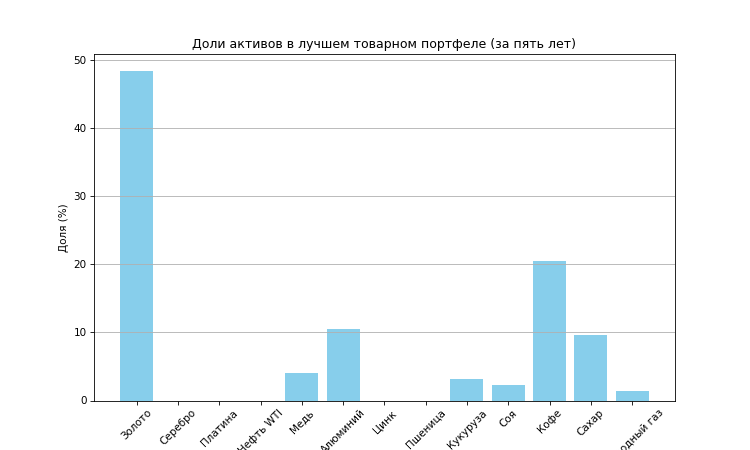 Доли активов в лучшем товарном портфеле (за пять лет)
Доля (%)
50
40
30
20
10
0
Золото
Серебро
Платина
Нефть WTI
Медь
Алюминий
Цинк
Пшеница
Кукуруза
Соя
Кофе
Сахар
газ